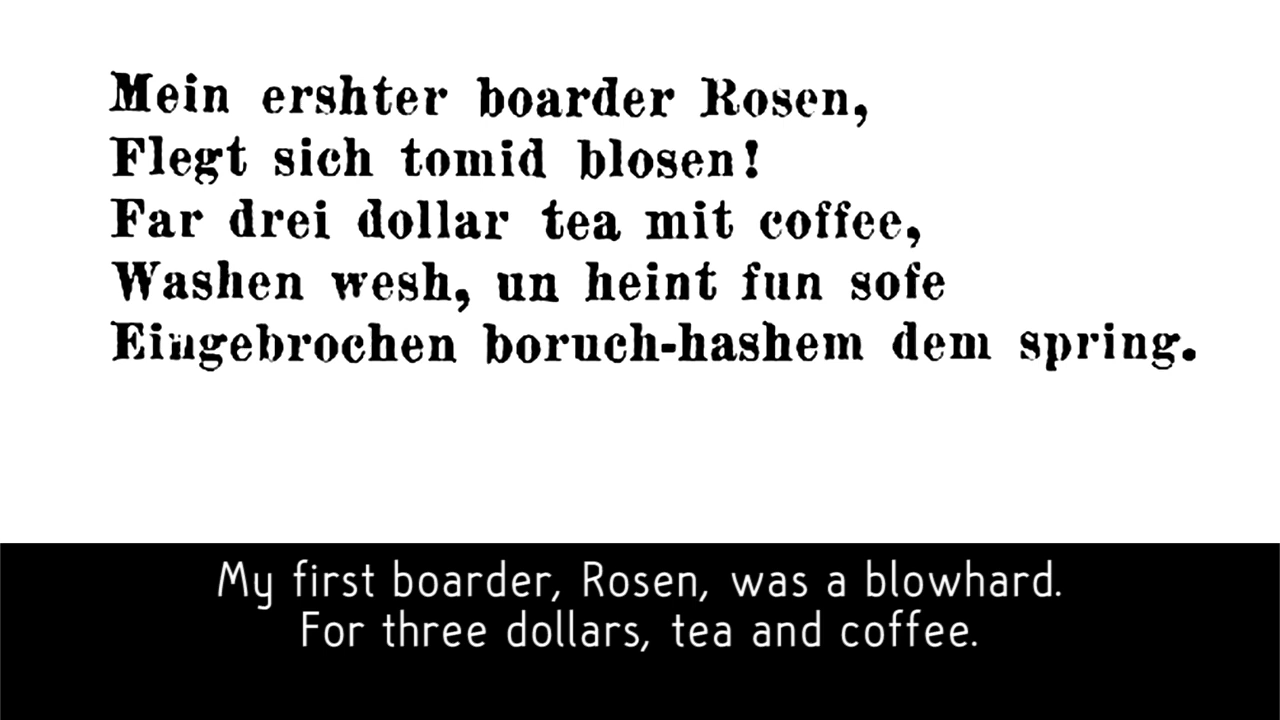 Mein ershter boarder Rosen,
Flegt sich tomid blosen!
Far drei dollar tea mit coffee,
Washen wesh, un heint fun sofe
Eingebrochen boruch-hashem dem spring.
My first boarder, Rosen, was a blowhard.
For three dollars, tea and coffee.